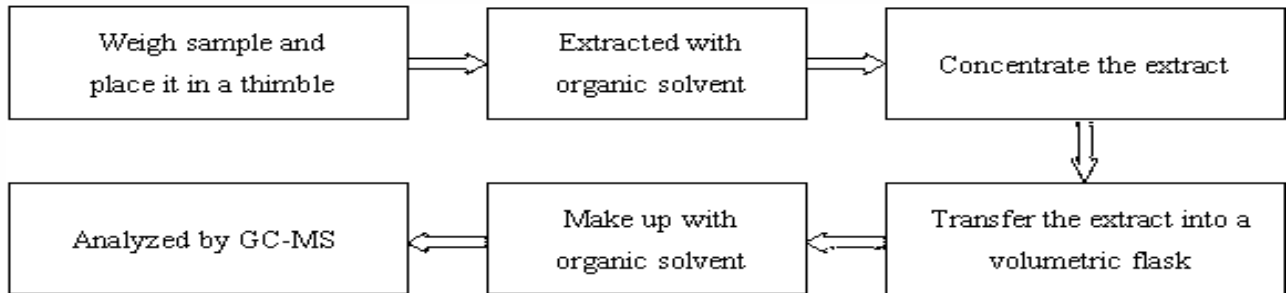 Weigh sample and
place it in a thimble
Extracted with
organic solvent
Concentrate the extract
Transfer the extract into a
volumetric flask
Make up with
organic solvent
Analyzed by GC-MS